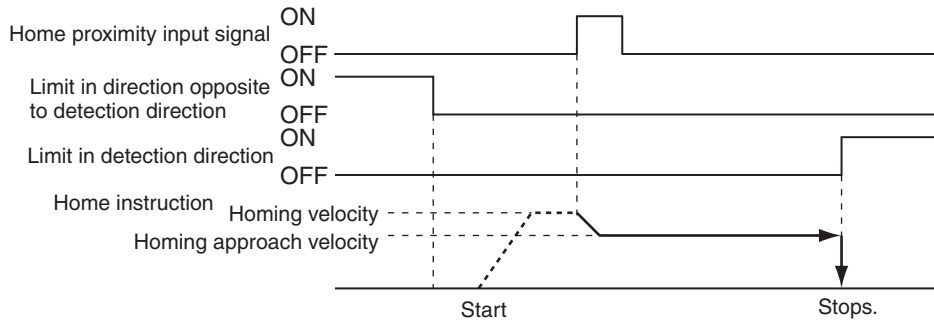 ON
Home proximity input signal
OFF
ON
Limit in direction opposite
to detection direction
OFF
ON
Limit in detection direction
OFF
Home instruction
Homing velocity
Homing approach velocity
Start
Stops.